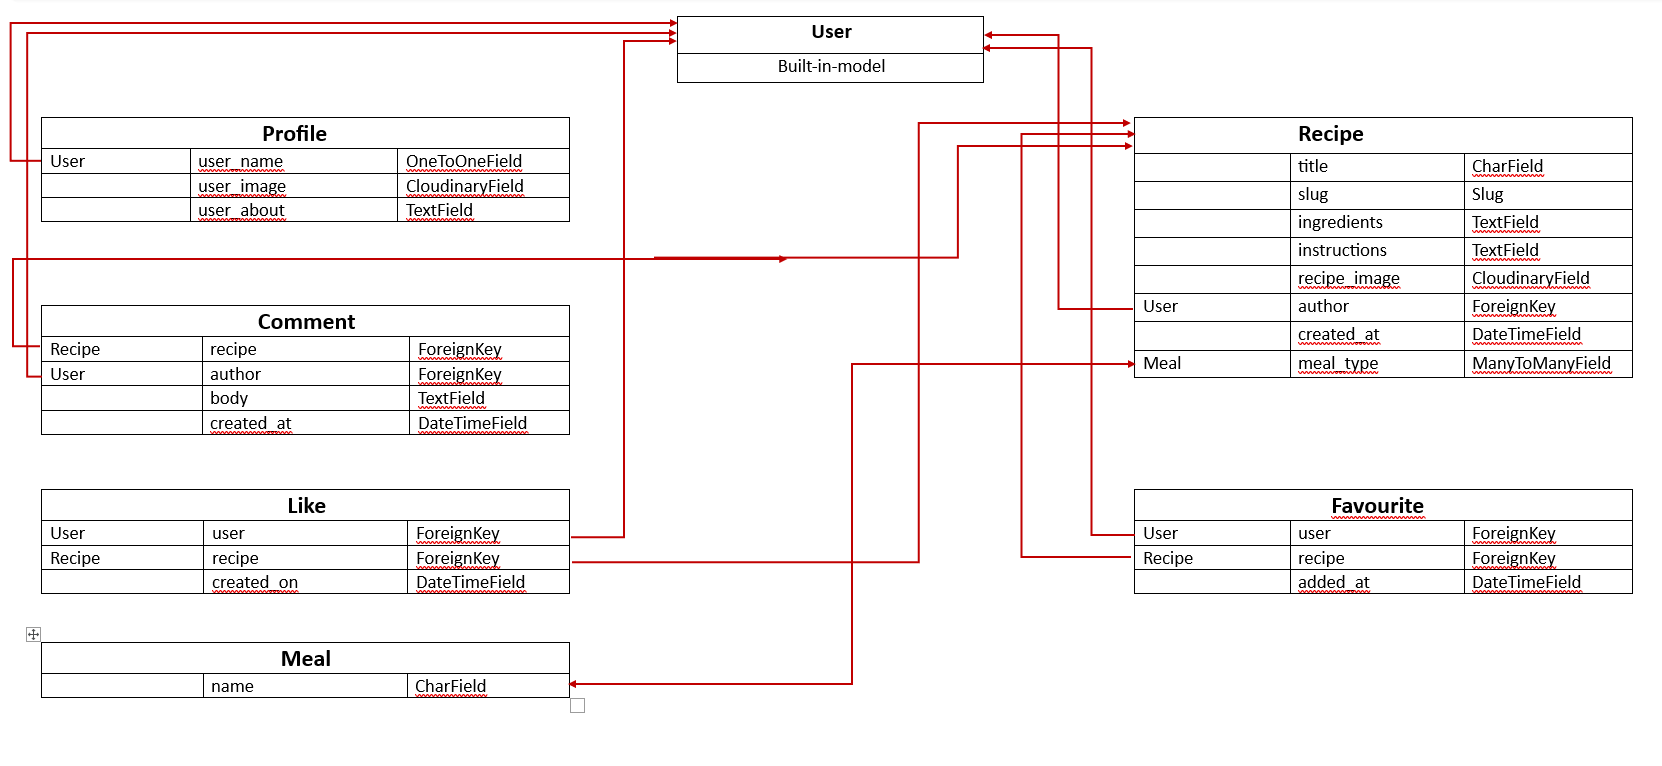 User
Built-in-model
Profile
User user_name OneToOneField
user_image CloudinaryField
user_about TextField
Recipe
title CharField
slug Slug
ingredients TextField
instructions TextField
recipe_image CloudinaryField
User author ForeignKey
created_at DateTimeField
Meal meal_type ManyToManyField
Comment
Recipe recipe ForeignKey
User author ForeignKey
body TextField
created_at DateTimeField
Like
User user ForeignKey
Recipe recipe ForeignKey
created_on DateTimeField
Favourite
User user ForeignKey
Recipe recipe ForeignKey
added_at DateTimeField
Meal
name CharField